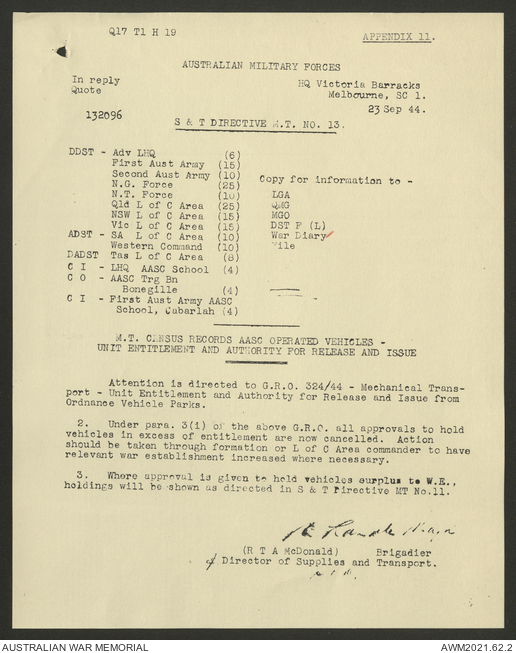 Q17 T1 H 19
APPENDIX 11.
AUSTRALIAN MILITARY FORCES
In reply
Quote
HQ Victoria Barracks
Melbourne, SC 1.
132096
23 Sep 44.
S & T DIRECTIVE M.T. NO. 13.
DDST - Adv LHQ (6)
First Aust Army (15)
Second Aust Army (10)
N.G. Force (25)
N.T. Force (10)
Qld L of C Area (25)
NSW L of C Area (15)
Vic L of C Area (15)
ADST - SA L of C Area (10)
Western Command (10)
DADST Tas L of C Area (8)
C I - LHQ AASC School (4)
C O - AASC Trg Bn
Bonegille (4)
C I - First Aust Army AASC
School, Cabarlah (4)
Copy for information to -
LGA
QMG
MGO
DST F (L)
War Diary
File
M.T. CENSUS RECORDS AASC OPERATED VEHICLES -
UNIT ENTITLEMENT AND AUTHORITY FOR RELEASE AND ISSUE
Attention is directed to G.R.O. 324/44 - Mechanical Trans-
port - Unit Entitlement and Authority for Release and Issue from
Ordnance Vehicle Parks.
2. Under para. 3(i) of the above G.R.O. all approvals to hold
vehicles in excess of entitlement are now cancelled. Action
should be taken through formation or L of C Area commander to have
relevant war establishment increased where necessary.
3. Where approval is given to hold vehicles surplus to W.E.,
holdings will be shown as directed in S & T Directive MT No.11.
(R T A McDonald) Brigadier
Director of Supplies and Transport.
AUSTRALIAN WAR MEMORIAL
AWM2021.62.2